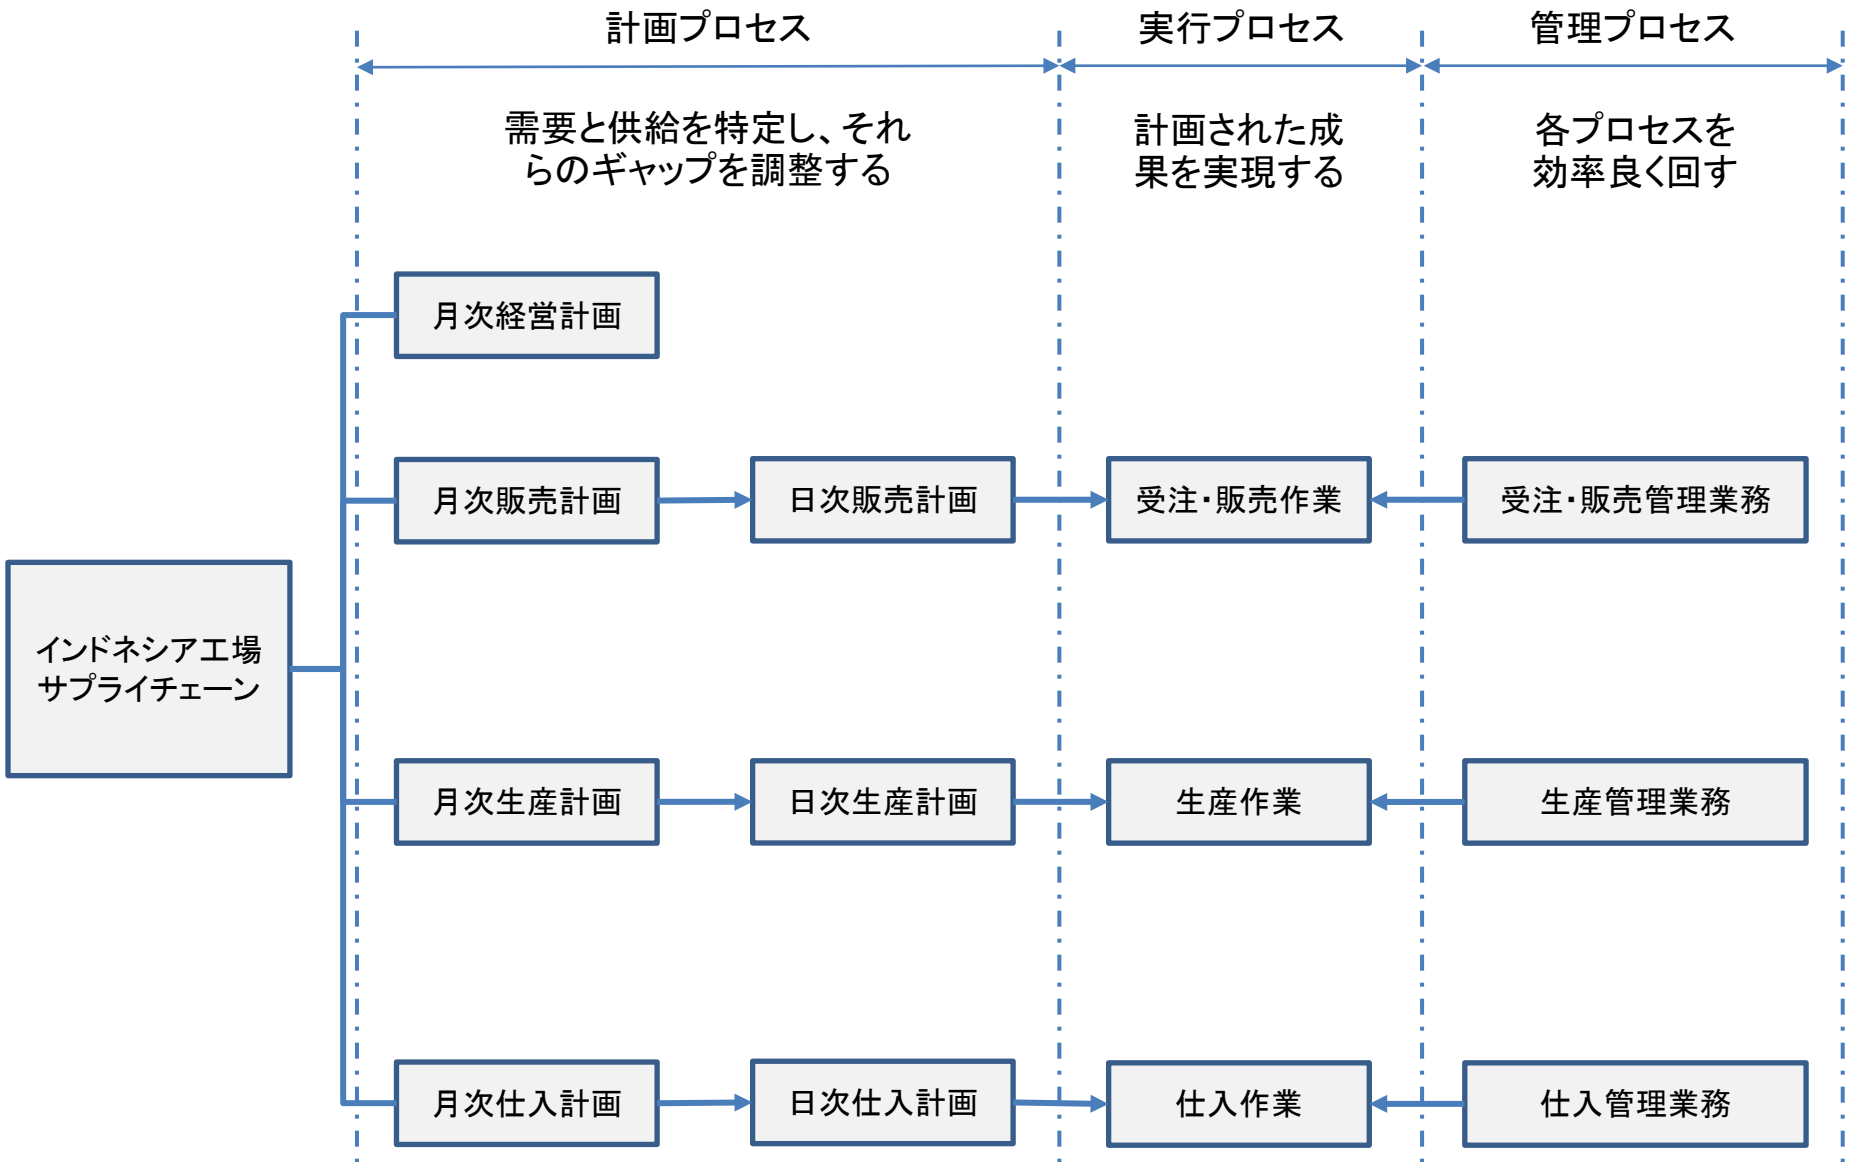 計画プロセス
実行プロセス
管理プロセス
需要と供給を特定し、それ
らのギャップを調整する
計画された成
果を実現する
各プロセスを
効率良く回す
月次経営計画
月次販売計画
日次販売計画
受注・販売作業
受注・販売管理業務
インドネシア工場
サプライチェーン
月次生産計画
日次生産計画
生産作業
生産管理業務
月次仕入計画
日次仕入計画
仕入作業
仕入管理業務